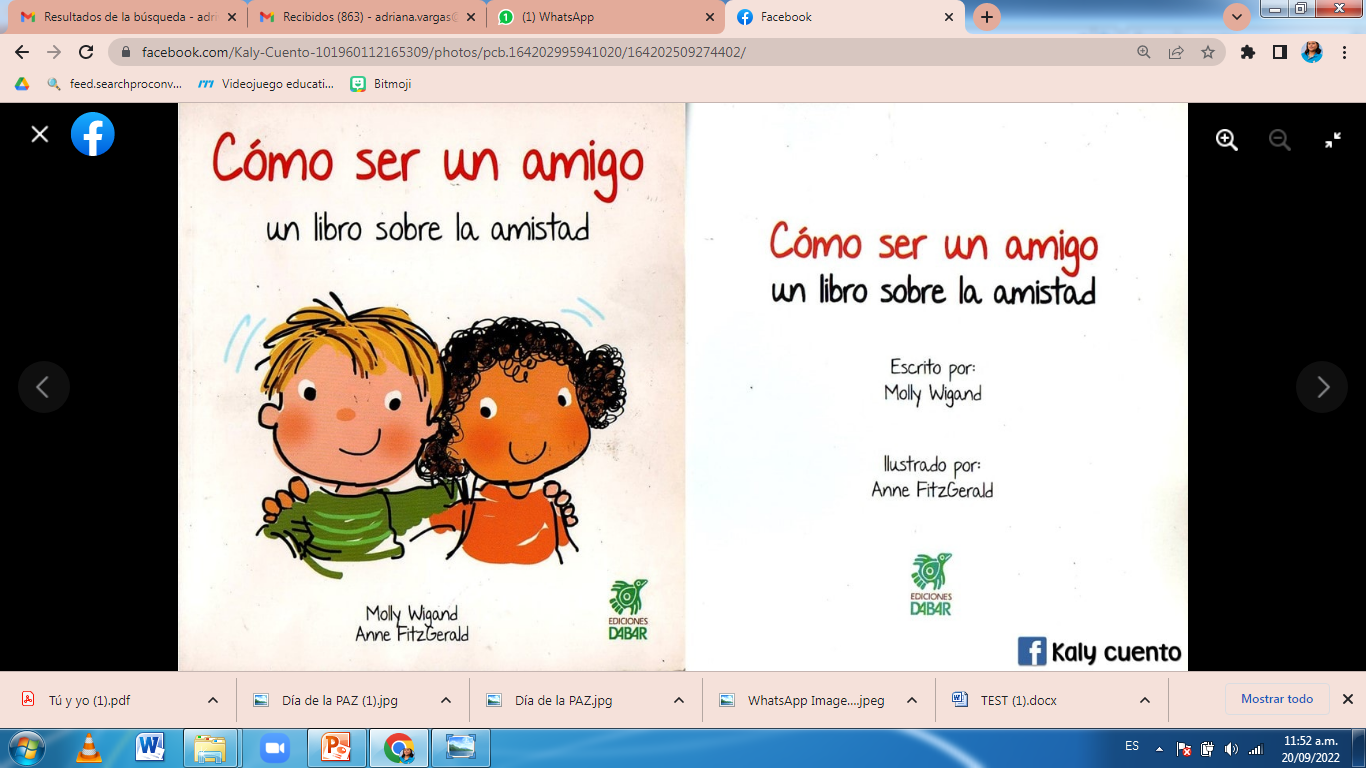 Resultados de la búsqueda - adri
Recibidos (863) - adriana.vargas@
(1) WhatsApp
Facebook
facebook.com/Kaly-Cuento-101960112165309/photos/pcb.164202995941020/164202509274402/
feed.searchproconv...
Videojuego educati...
Bitmoji
Cómo ser un amigo
un libro sobre la amistad
Molly Wigand
Anne FitzGerald
EDICIONES
DABAR
Cómo ser un amigo
un libro sobre la amistad
Escrito por:
Molly Wigand
Ilustrado por:
Anne FitzGerald
EDICIONES
DABAR
Kaly cuento
Tú y yo (1).pdf
Día de la PAZ (1).jpg
Día de la PAZ.jpg
WhatsApp Image....jpeg
TEST (1).docx
Mostrar todo
ES
11:52 a.m.
20/09/2022